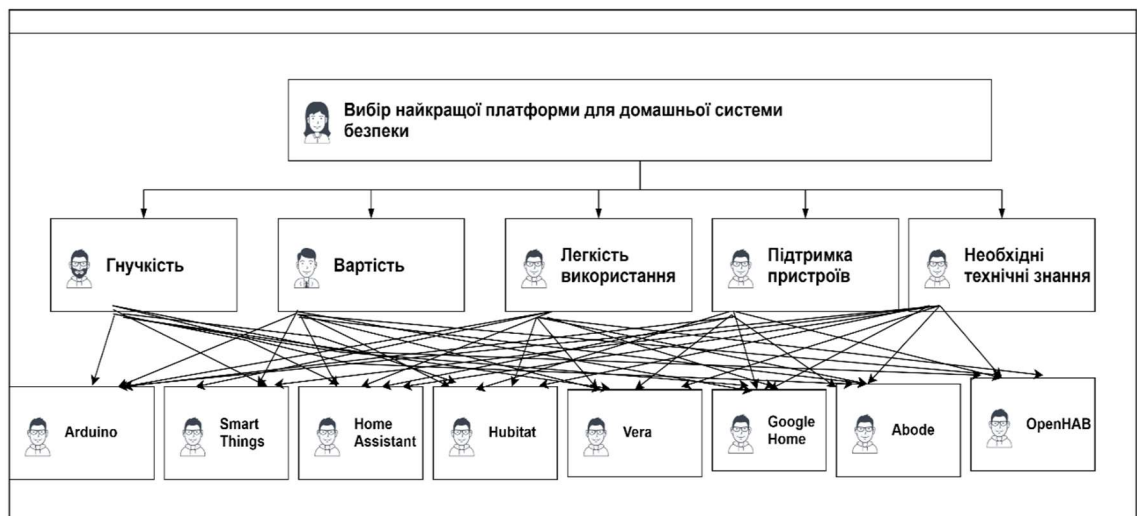 Вибір найкращої платформи для домашньої системи
безпеки
Гнучкість
Вартість
Легкість
використання
Підтримка
пристроїв
Необхідні
технічні знання
Arduino
Smart
Things
Home
Assistant
Hubitat
Vera
Google
Home
Abode
OpenHAB